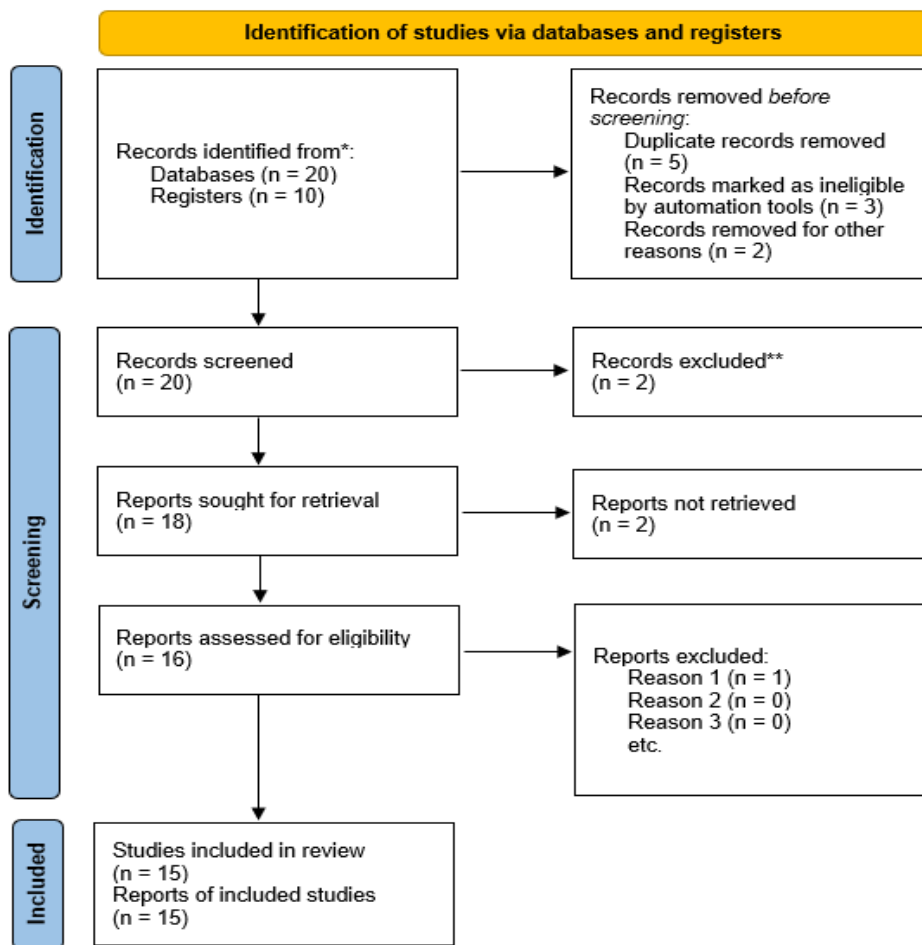 Identification of studies via databases and registers
Identification
Records identified from*:
Databases (n = 20)
Registers (n = 10)
Records removed before
screening:
Duplicate records removed
(n = 5)
Records marked as ineligible
by automation tools (n = 3)
Records removed for other
reasons (n = 2)
Screening
Records screened
(n = 20)
Records excluded**
(n = 2)
Reports sought for retrieval
(n = 18)
Reports not retrieved
(n = 2)
Reports assessed for eligibility
(n = 16)
Reports excluded:
Reason 1 (n = 1)
Reason 2 (n = 0)
Reason 3 (n = 0)
etc.
Included
Studies included in review
(n = 15)
Reports of included studies
(n = 15)